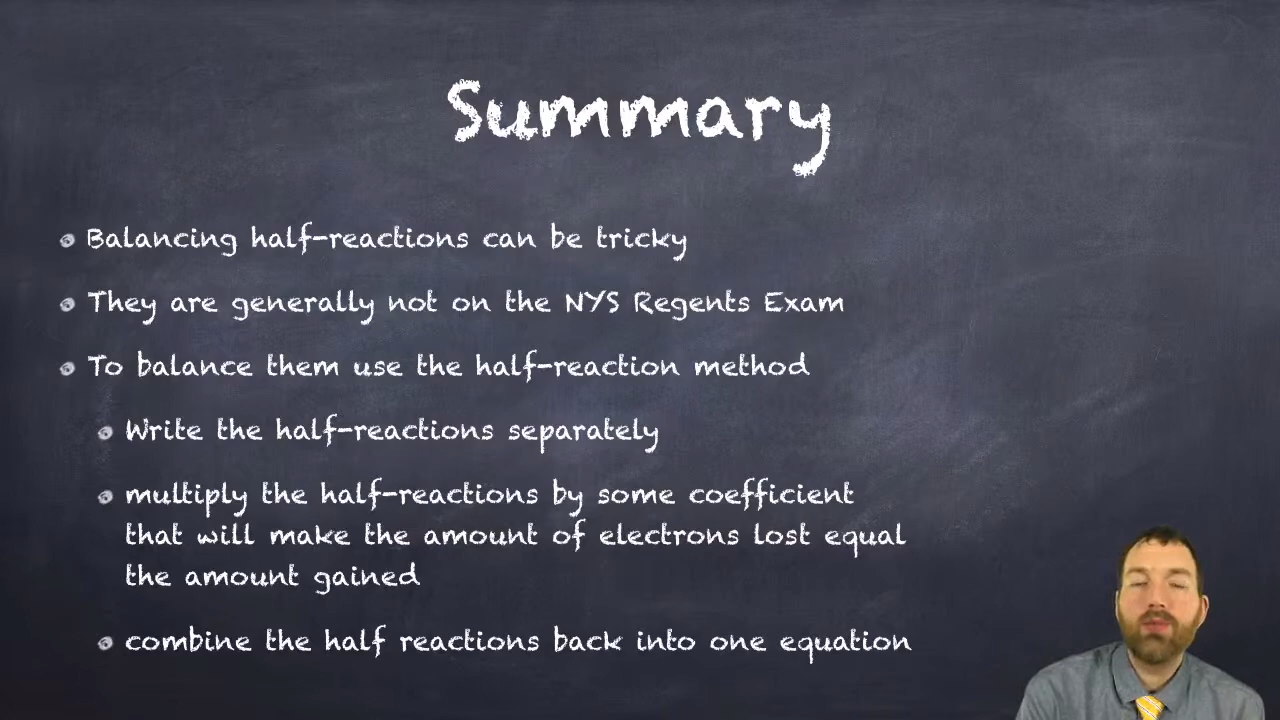 Summary
Balancing half-reactions can be tricky
They are generally not on the NYS Regents Exam
To balance them use the half-reaction method
Write the half-reactions separately
multiply the half-reactions by some coefficient
that will make the amount of electrons lost equal
the amount gained
combine the half reactions back into one equation